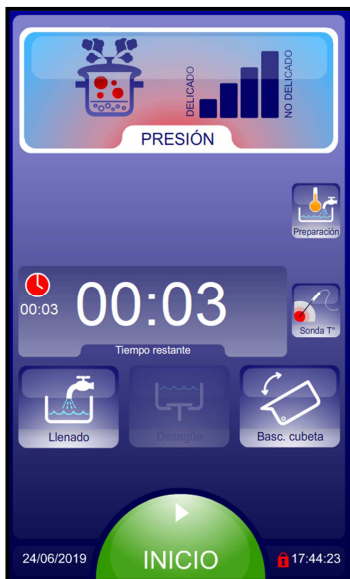 DELICADO
NO DELICADO
PRESIÓN
Preparación
00:03
00:03
Tiempo restante
Sonda T°
Llenado
Desagüe
Basc. cubeta
24/06/2019
INICIO
17:44:23